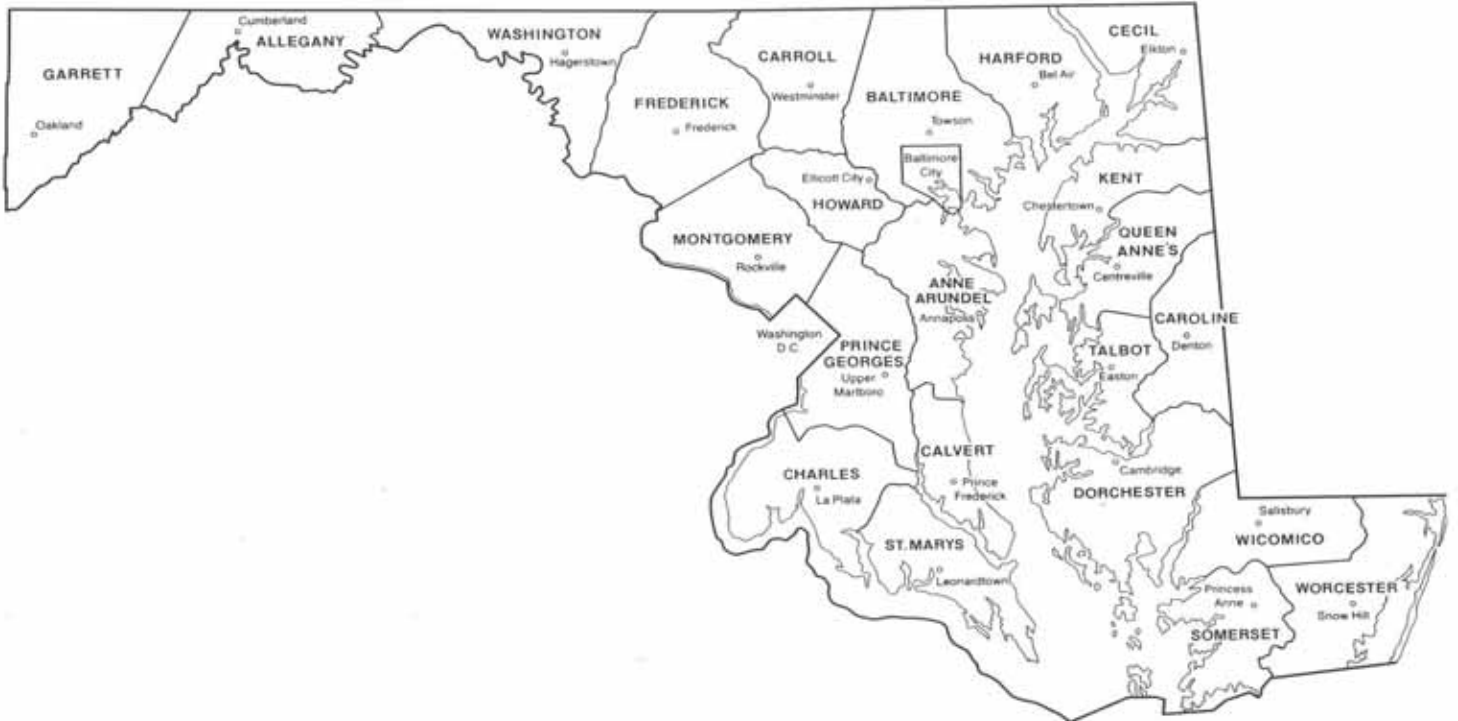 GARRETT
Oakland
Cumberland
ALLEGANY
WASHINGTON
Hagerstown
FREDERICK
Frederick
CARROLL
Westminster
BALTIMORE
Towson
Baltimore
City
HARFORD
Bel Air
CECIL
Elkton
KENT
Chestertown
QUEEN
ANNE'S
Centreville
Ellicott City
HOWARD
MONTGOMERY
Rockville
ANNE
ARUNDEL
Annapolis
Washington
D.C.
PRINCE
GEORGES
Upper
Marlboro
CAROLINE
Denton
TALBOT
Easton
CALVERT
Prince
Frederick
CHARLES
La Plata
ST. MARYS
Leonardtown
Cambridge
DORCHESTER
Salisbury
WICOMICO
Princess
Anne
SOMERSET
WORCESTER
Snow Hill